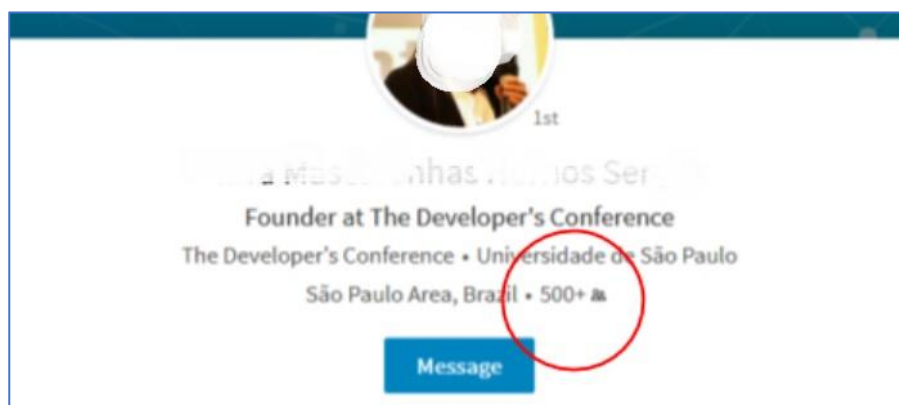 1st
Founder at The Developer's Conference
The Developer's Conference • Universidade de São Paulo
São Paulo Area, Brazil • 500+
Message